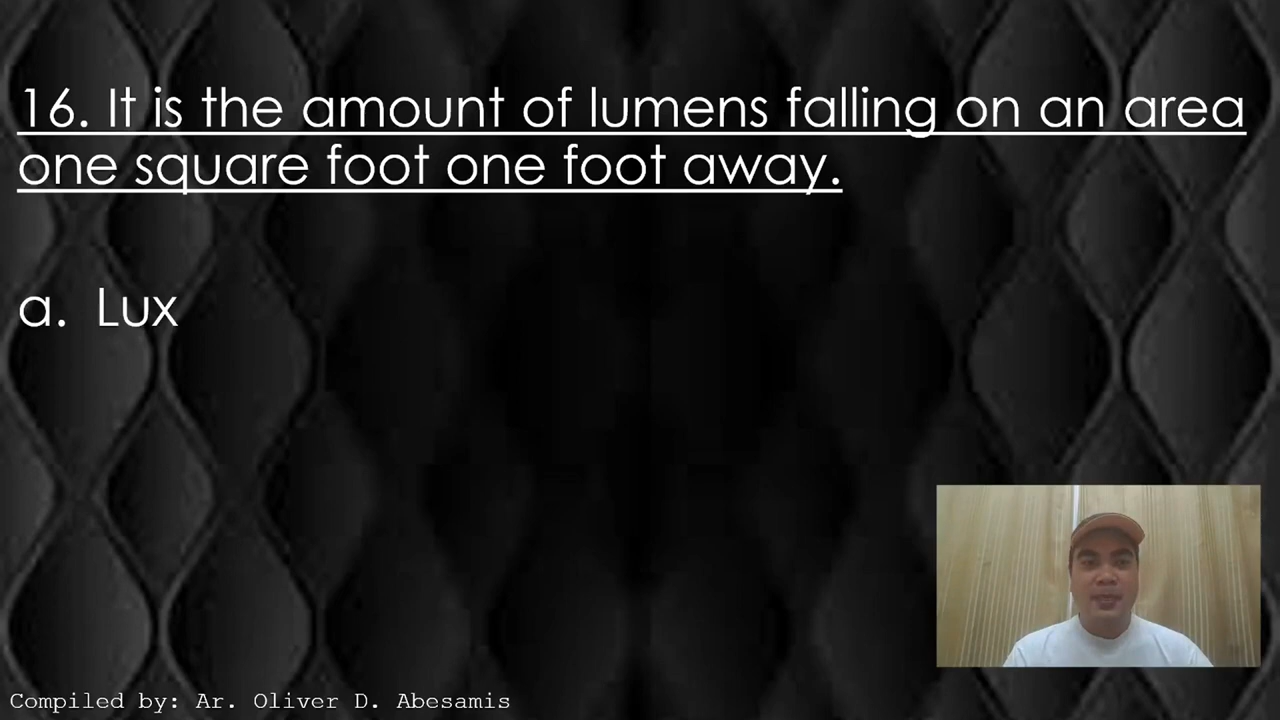 16. It is the amount of lumens falling on an area
one square foot one foot away.
a. Lux
Compiled by: Ar. Oliver D. Abesamis